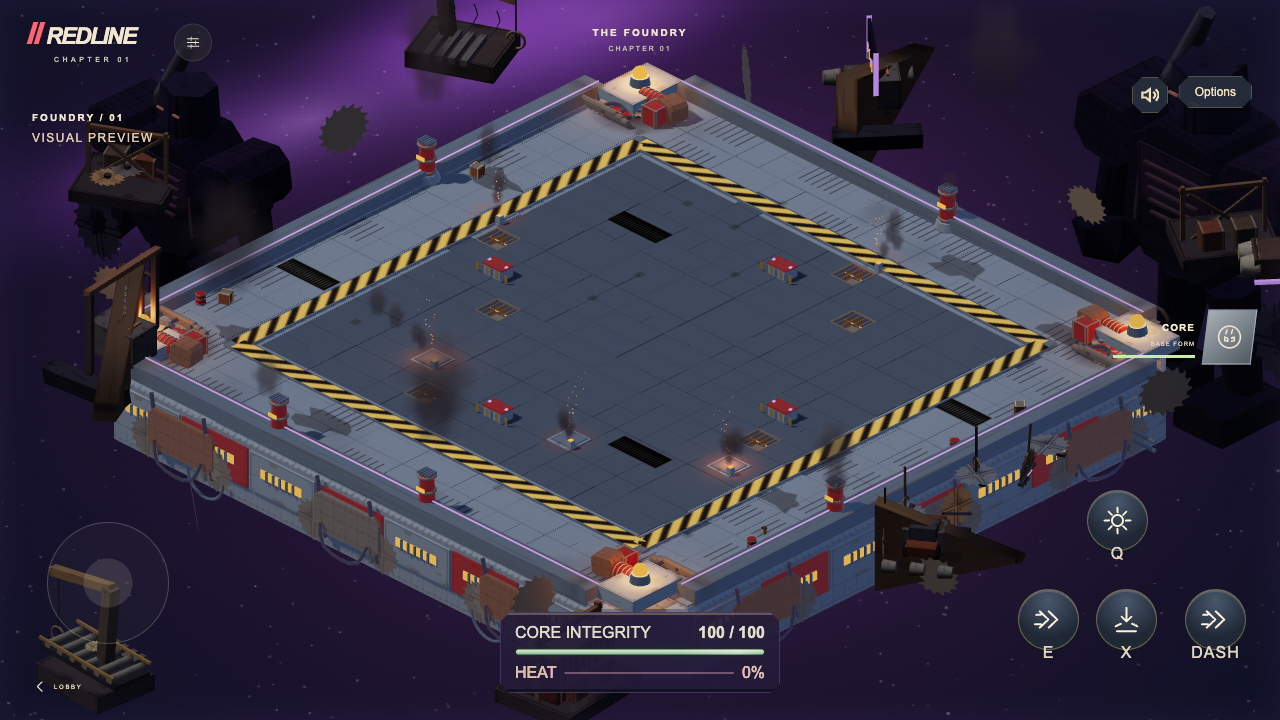 REDLINE
CHAPTER 01
THE FOUNDRY
CHAPTER 01
Options
FOUNDRY / 01
VISUAL PREVIEW
CORE
BASE FORM
Q
E
X
DASH
CORE INTEGRITY 100 / 100
HEAT 0%
LOBBY